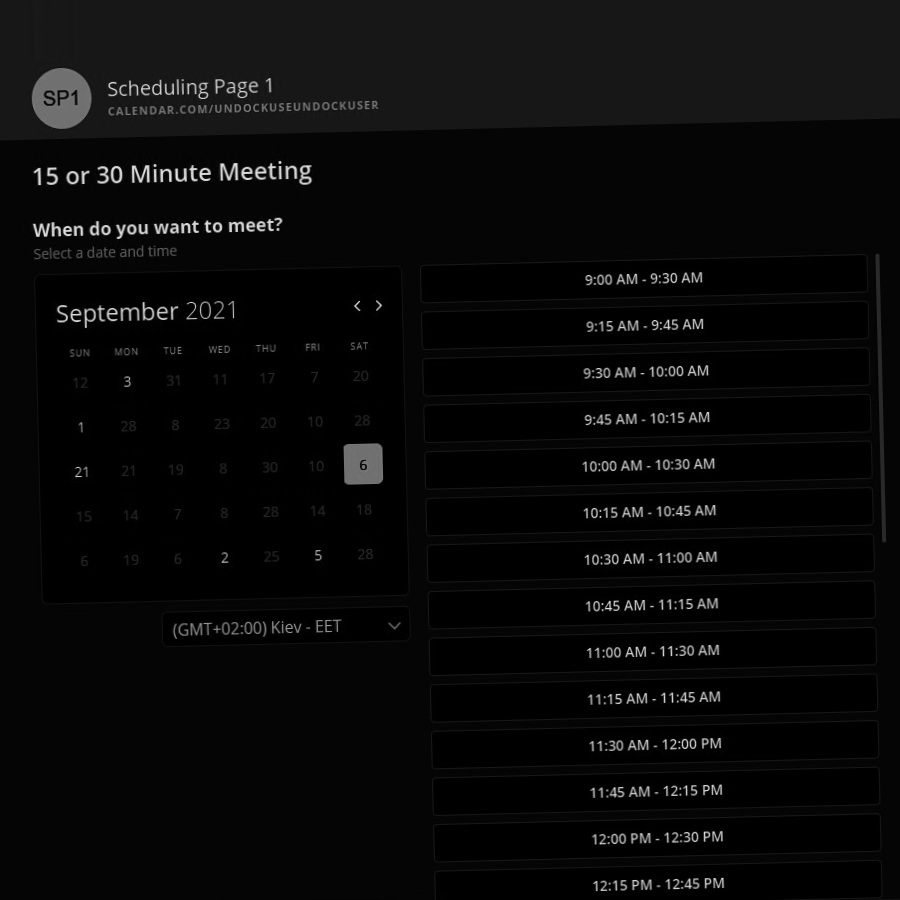 SP1
Scheduling Page 1
CALENDAR.COM/UNDOCKUSEUNDOCKUSER
15 or 30 Minute Meeting
When do you want to meet?
Select a date and time
September 2021
SUN MON TUE WED THU FRI SAT
12 3 31 11 17 7 20
1 28 8 23 20 10 28
21 21 19 8 30 10 6
15 14 7 8 28 14 18
6 19 6 2 25 5 28
(GMT+02:00) Kiev - EET
9:00 AM - 9:30 AM
9:15 AM - 9:45 AM
9:30 AM - 10:00 AM
9:45 AM - 10:15 AM
10:00 AM - 10:30 AM
10:15 AM - 10:45 AM
10:30 AM - 11:00 AM
10:45 AM - 11:15 AM
11:00 AM - 11:30 AM
11:15 AM - 11:45 AM
11:30 AM - 12:00 PM
11:45 AM - 12:15 PM
12:00 PM - 12:30 PM
12:15 PM - 12:45 PM